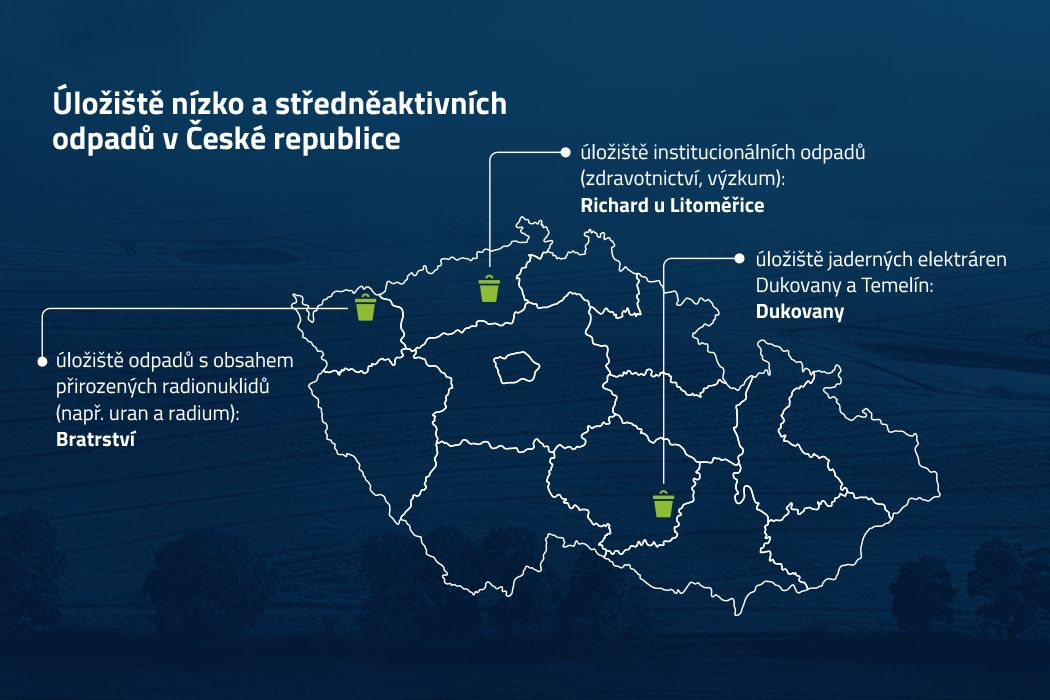 Úložiště nízko a středněaktivních
odpadů v České republice
úložiště institucionálních odpadů
(zdravotnictví, výzkum):
Richard u Litoměřice
úložiště jaderných elektráren
Dukovany a Temelín:
Dukovany
úložiště odpadů s obsahem
přirozených radionuklidů
(např. uran a radium):
Bratrství